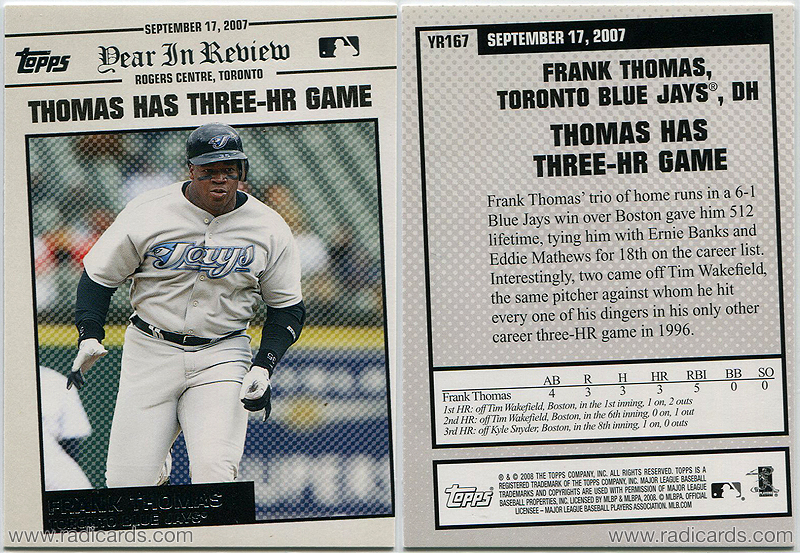 SEPTEMBER 17, 2007
Topps Year In Review
ROGERS CENTRE, TORONTO
THOMAS HAS THREE-HR GAME
Jays
FRANK THOMAS
TORONTO BLUE JAYS®
www.radicards.com
YR167 SEPTEMBER 17, 2007
FRANK THOMAS,
TORONTO BLUE JAYS®, DH
THOMAS HAS
THREE-HR GAME
Frank Thomas' trio of home runs in a 6-1
Blue Jays win over Boston gave him 512
lifetime, tying him with Ernie Banks and
Eddie Mathews for 18th on the career list.
Interestingly, two came off Tim Wakefield,
the same pitcher against whom he hit
every one of his dingers in his only other
career three-HR game in 1996.
AB R H HR RBI BB SO
Frank Thomas 4 3 3 3 5 0 0
1st HR: off Tim Wakefield, Boston, in the 1st inning, 1 on, 2 outs
2nd HR: off Tim Wakefield, Boston, in the 6th inning, 0 on, 1 out
3rd HR: off Kyle Snyder, Boston, in the 8th inning, 1 on, 0 outs
Topps
® & © 2008 THE TOPPS COMPANY, INC. ALL RIGHTS RESERVED. TOPPS IS A
REGISTERED TRADEMARK OF THE TOPPS COMPANY, INC. MAJOR LEAGUE BASEBALL
TRADEMARKS AND COPYRIGHTS ARE USED WITH PERMISSION OF MAJOR LEAGUE
BASEBALL PROPERTIES, INC. LICENSED BY MLBP & MLBPA, 2008. © MLBPA, OFFICIAL
LICENSEE – MAJOR LEAGUE BASEBALL PLAYERS ASSOCIATION. MLB.COM
www.radicards.com